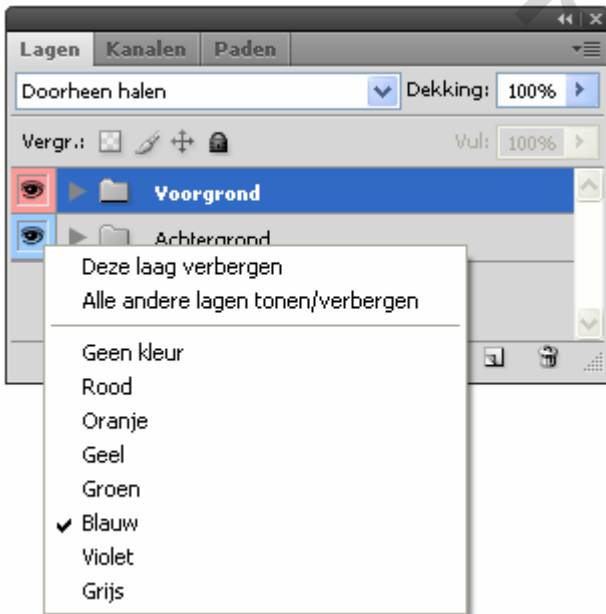 Lagen Kanalen Paden
Doorheen halen Dekking: 100%
Vergr.: Vul: 100%
Voorgrond
Achtergrond
Deze laag verbergen
Alle andere lagen tonen/verbergen
Geen kleur
Rood
Oranje
Geel
Groen
Blauw
Violet
Grijs